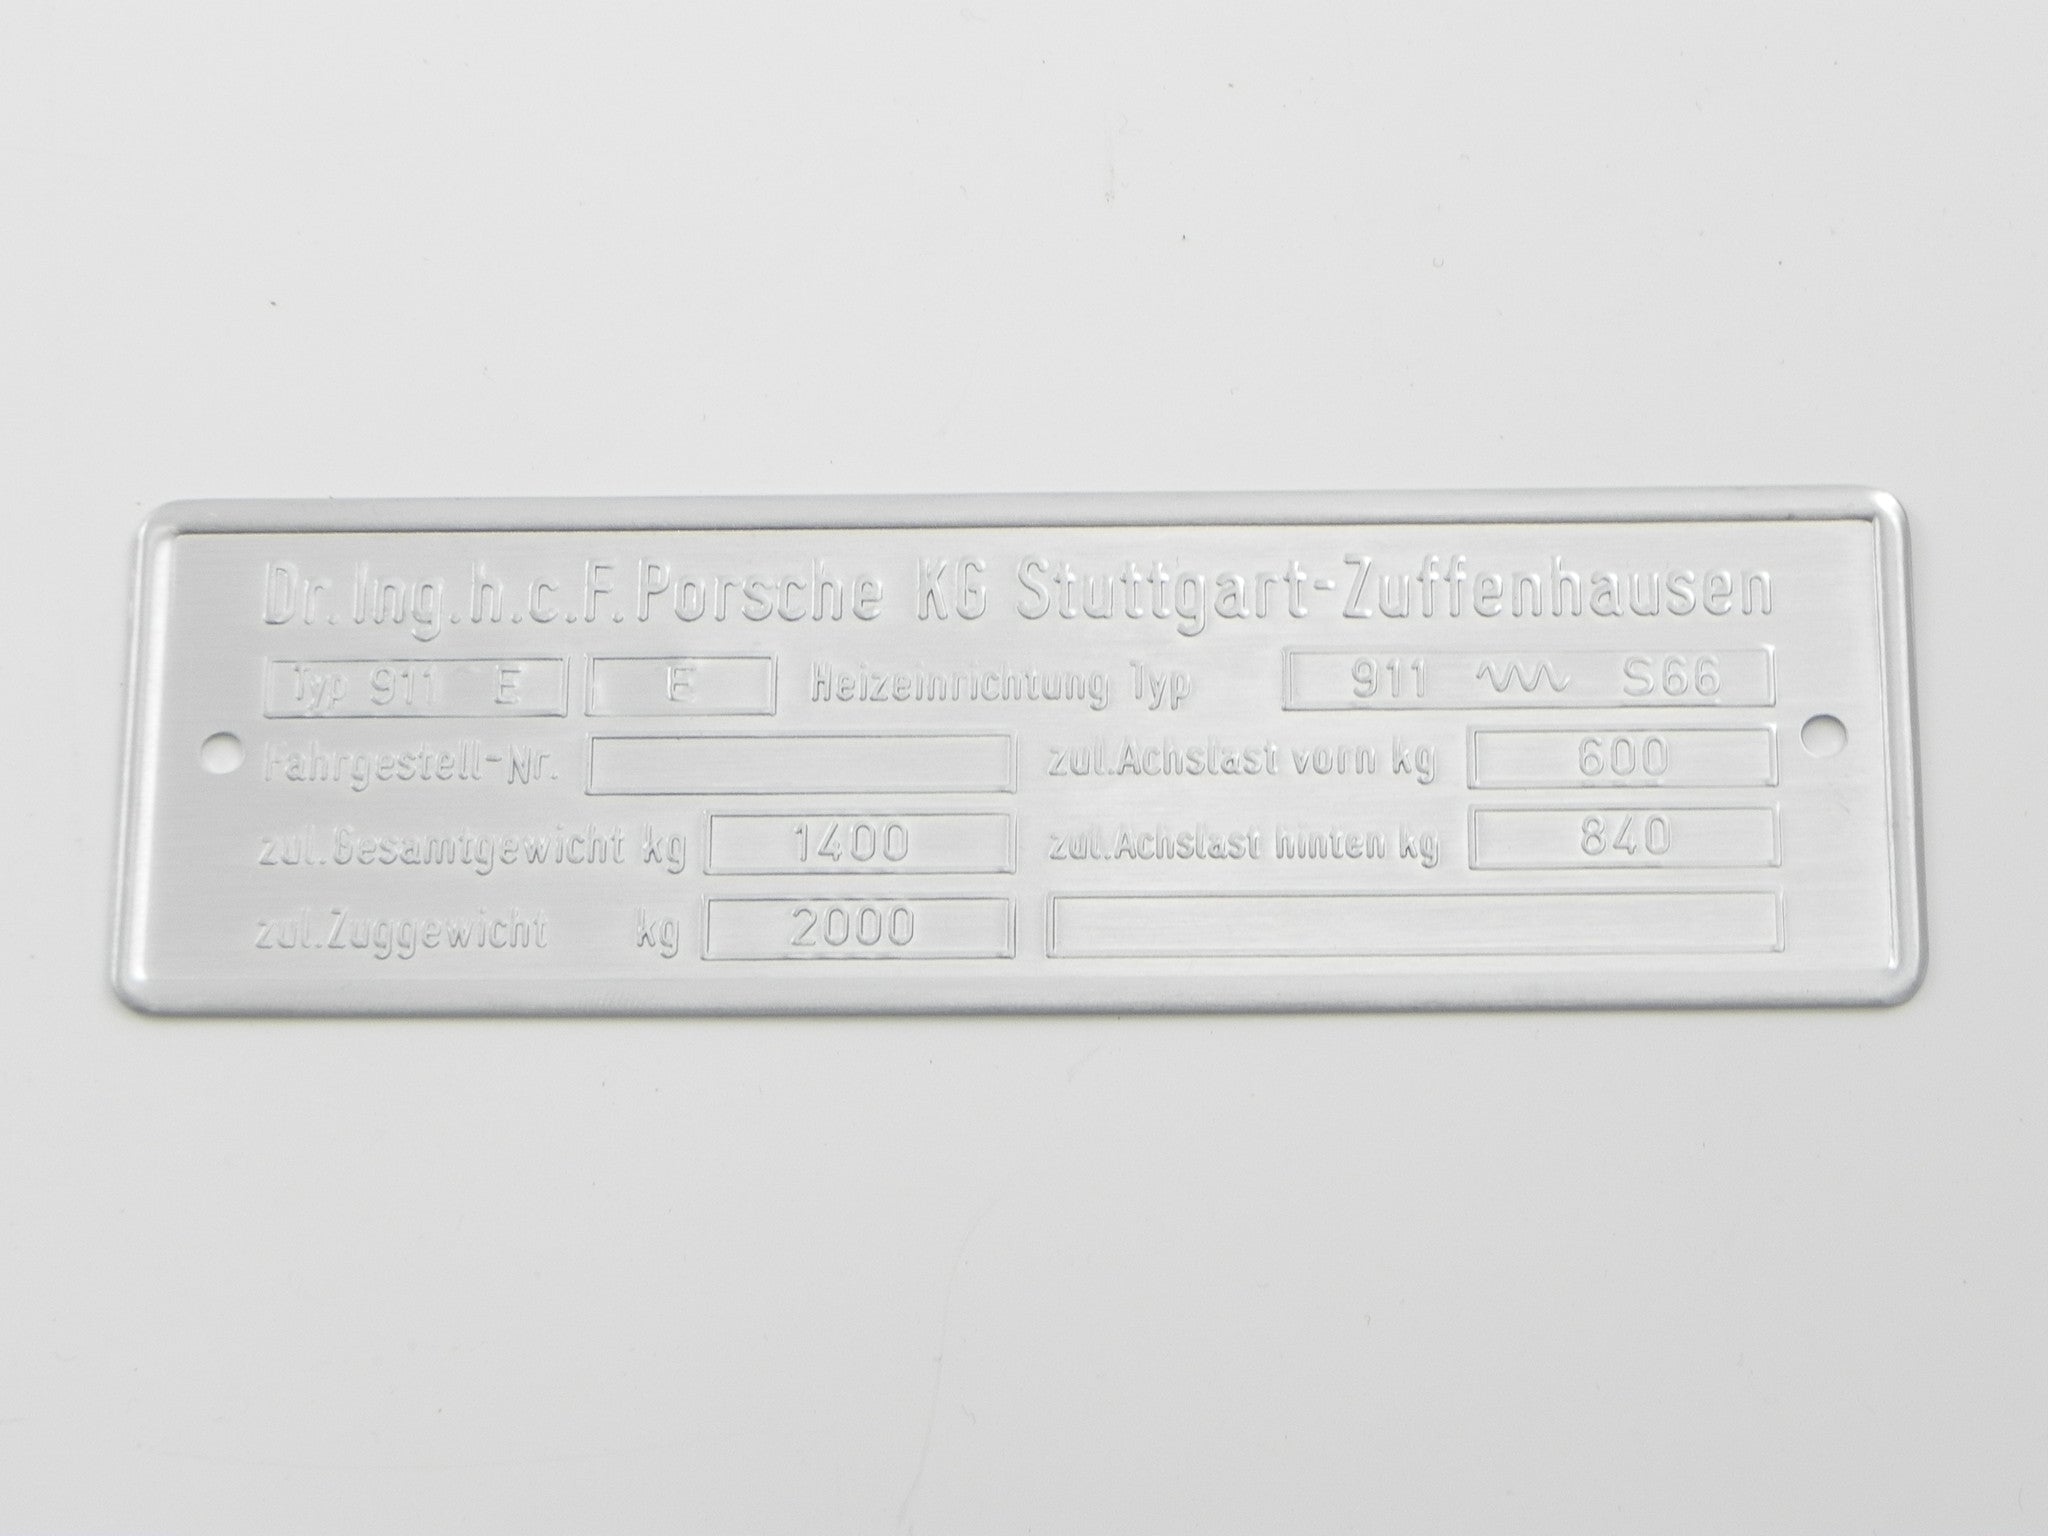 Dr. Ing. h. c. F. Porsche KG Stuttgart-Zuffenhausen
Typ 911 E E Heizeinrichtung Typ 911 S66
Fahrgestell-Nr. zul. Achslast vorn kg 600
zul. Gesamtgewicht kg 1400 zul. Achslast hinten kg 840
zul. Zuggewicht kg 2000